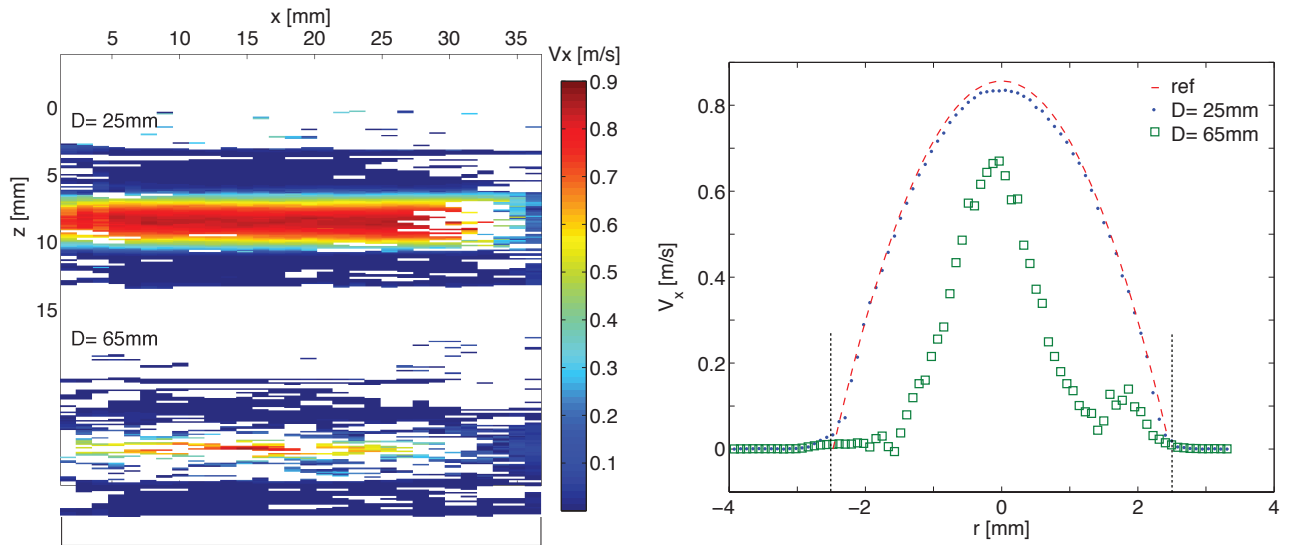 x [mm]
5 10 15 20 25 30 35
Vx [m/s]
z [mm]
0
5
10
15
D= 25mm
D= 65mm
0.9
0.8
0.7
0.6
0.5
0.4
0.3
0.2
0.1
V_x [m/s]
0.8
0.6
0.4
0.2
0
ref
D= 25mm
D= 65mm
−4 −2 0 2 4
r [mm]